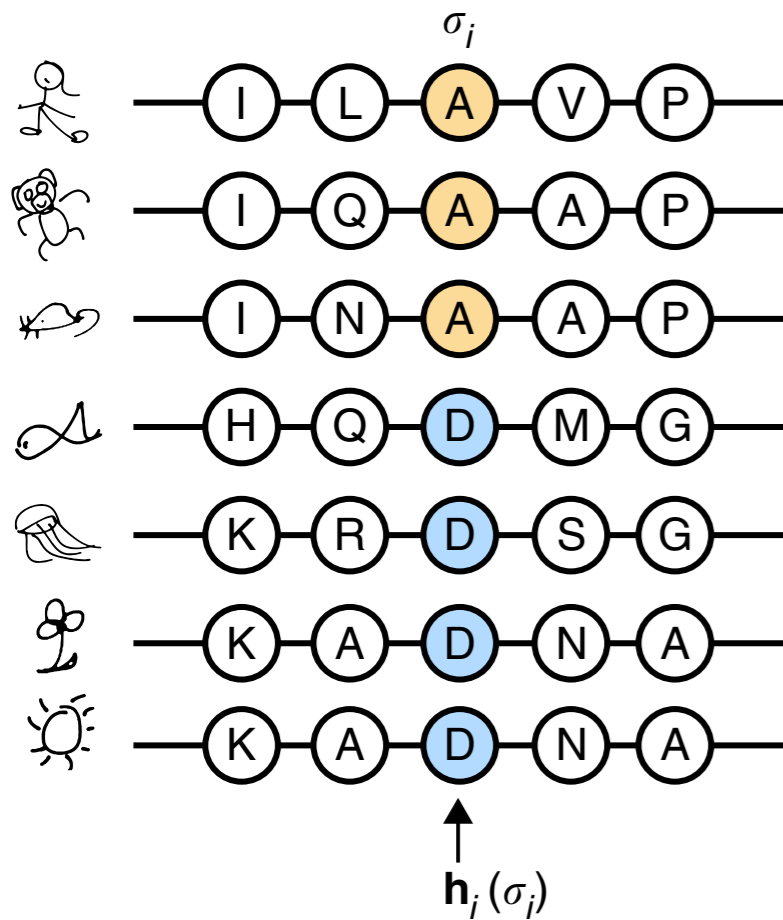 σi
I L A V P
I Q A A P
I N A A P
H Q D M G
K R D S G
K A D N A
K A D N A
hi (σi)